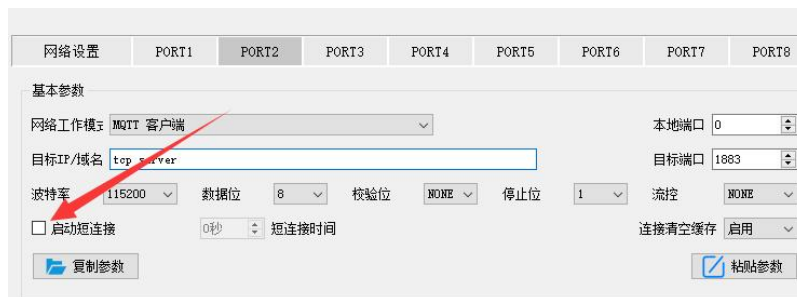 网络设置 PORT1 PORT2 PORT3 PORT4 PORT5 PORT6 PORT7 PORT8
基本参数
网络工作模式 MQTT 客户端 本地端口 0
目标IP/域名 tcp server 目标端口 1883
波特率 115200 数据位 8 校验位 NONE 停止位 1 流控 NONE
启动短连接 0秒 短连接时间 连接清空缓存 启用
复制参数 粘贴参数